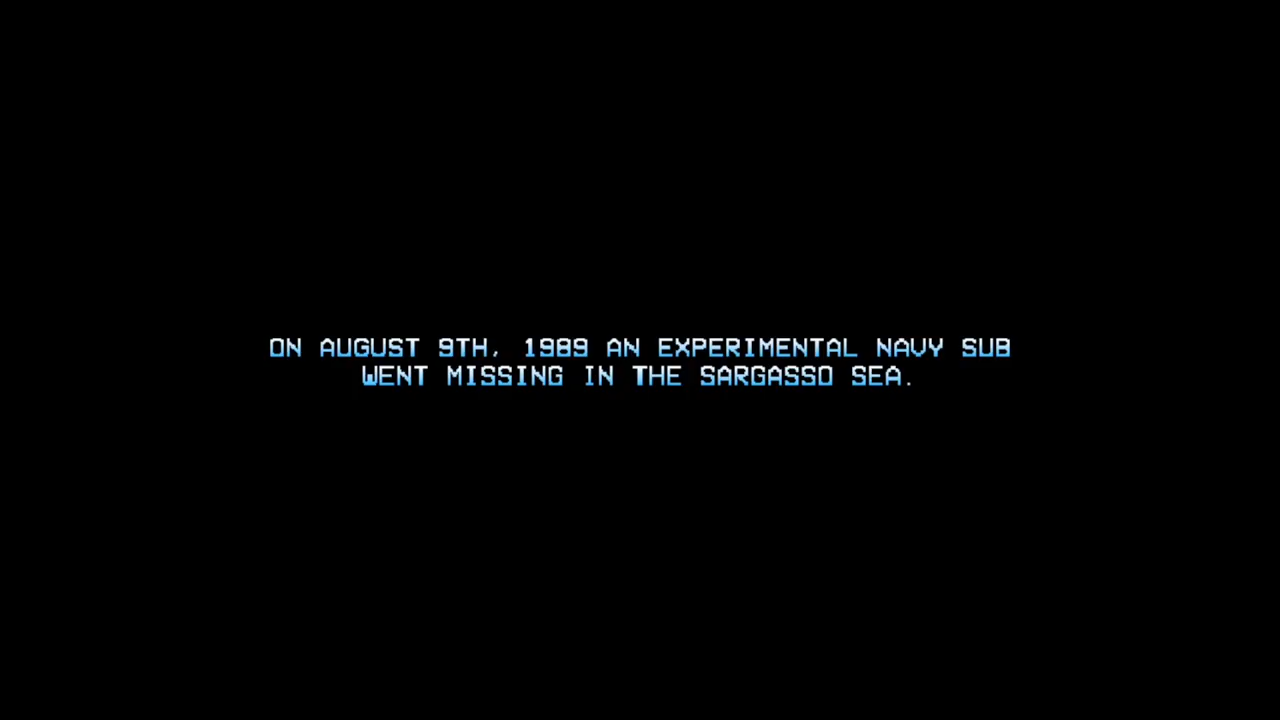 ON AUGUST 9TH, 1989 AN EXPERIMENTAL NAVY SUB
WENT MISSING IN THE SARGASSO SEA.